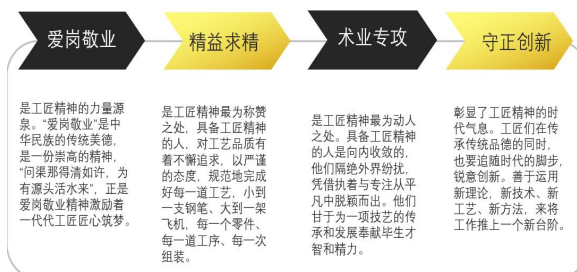 爱岗敬业
是工匠精神的力量源
泉。“爱岗敬业”是中
华民族的传统美德，
是一份崇高的精神，
“问渠那得清如许，为
有源头活水来”，正是
爱岗敬业精神激励着
一代代工匠匠心筑梦。
精益求精
是工匠精神最为称赞
之处，具备工匠精神
的人，对工艺品质有
着不懈追求，以严谨
的态度，规范地完成
好每一道工艺，小到
一支钢笔、大到一架
飞机，每一个零件、
每一道工序、每一次
组装。
术业专攻
是工匠精神最为动人
之处。具备工匠精神
的人是向内收敛的，
他们隔绝外界纷扰，
凭借执着与专注从平
凡中脱颖而出。他们
甘于为一项技艺的传
承和发展奉献毕生才
智和精力。
守正创新
彰显了工匠精神的时
代气息。工匠们在传
承传统品德的同时，
也要追随时代的脚步，
锐意创新。善于运用
新理论，新技术、新
工艺、新方法，来将
工作推上一个新台阶。